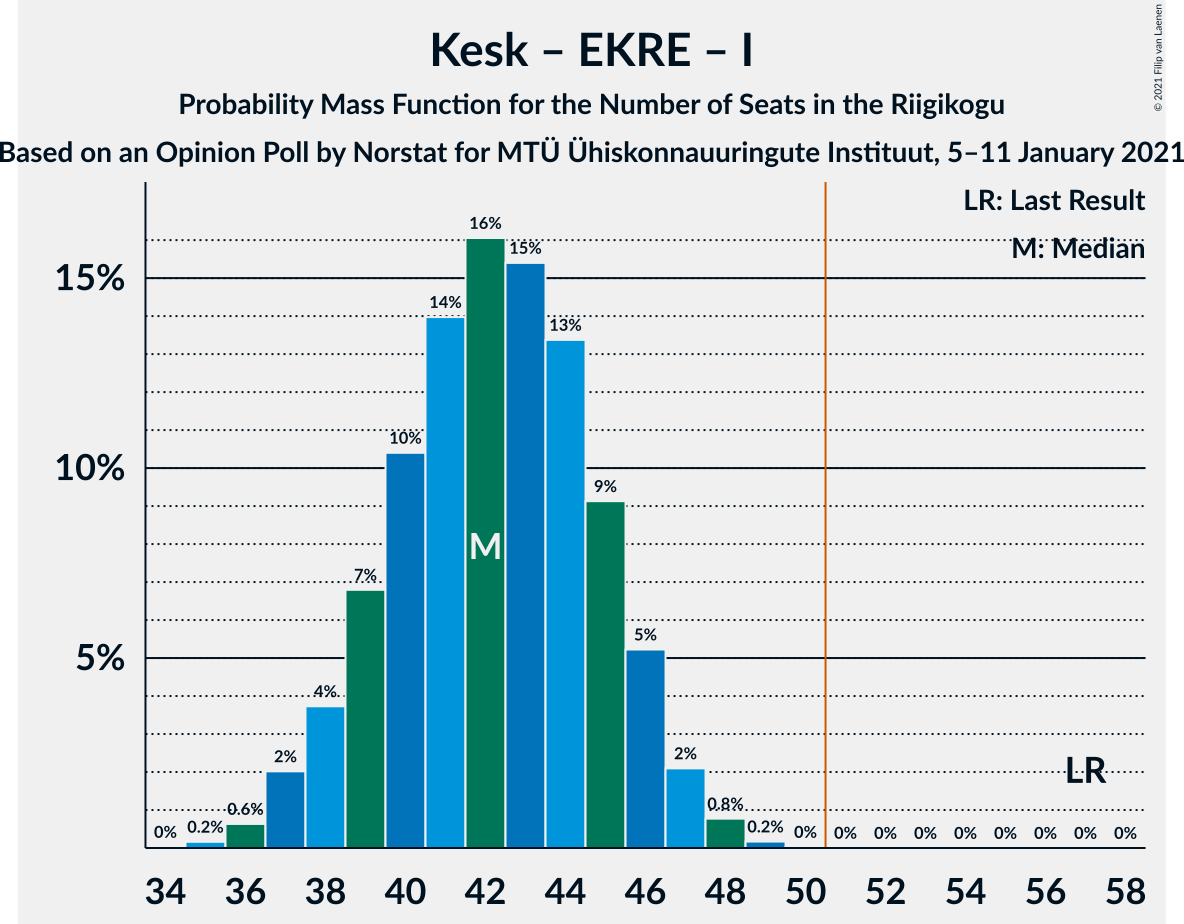 Kesk – EKRE – I
Probability Mass Function for the Number of Seats in the Riigikogu
Based on an Opinion Poll by Norstat for MTÜ Ühiskonnauuringute Instituut, 5–11 January 2021
© 2021 Filip van Laenen
LR: Last Result
M: Median
15%
10%
5%
0% 0.2% 0.6% 2% 4% 7% 10% 14% 16% 15% 13% 9% 5% 2% 0.8% 0.2% 0% 0% 0% 0% 0% 0% 0% 0% 0%
M
LR
34 36 38 40 42 44 46 48 50 52 54 56 58